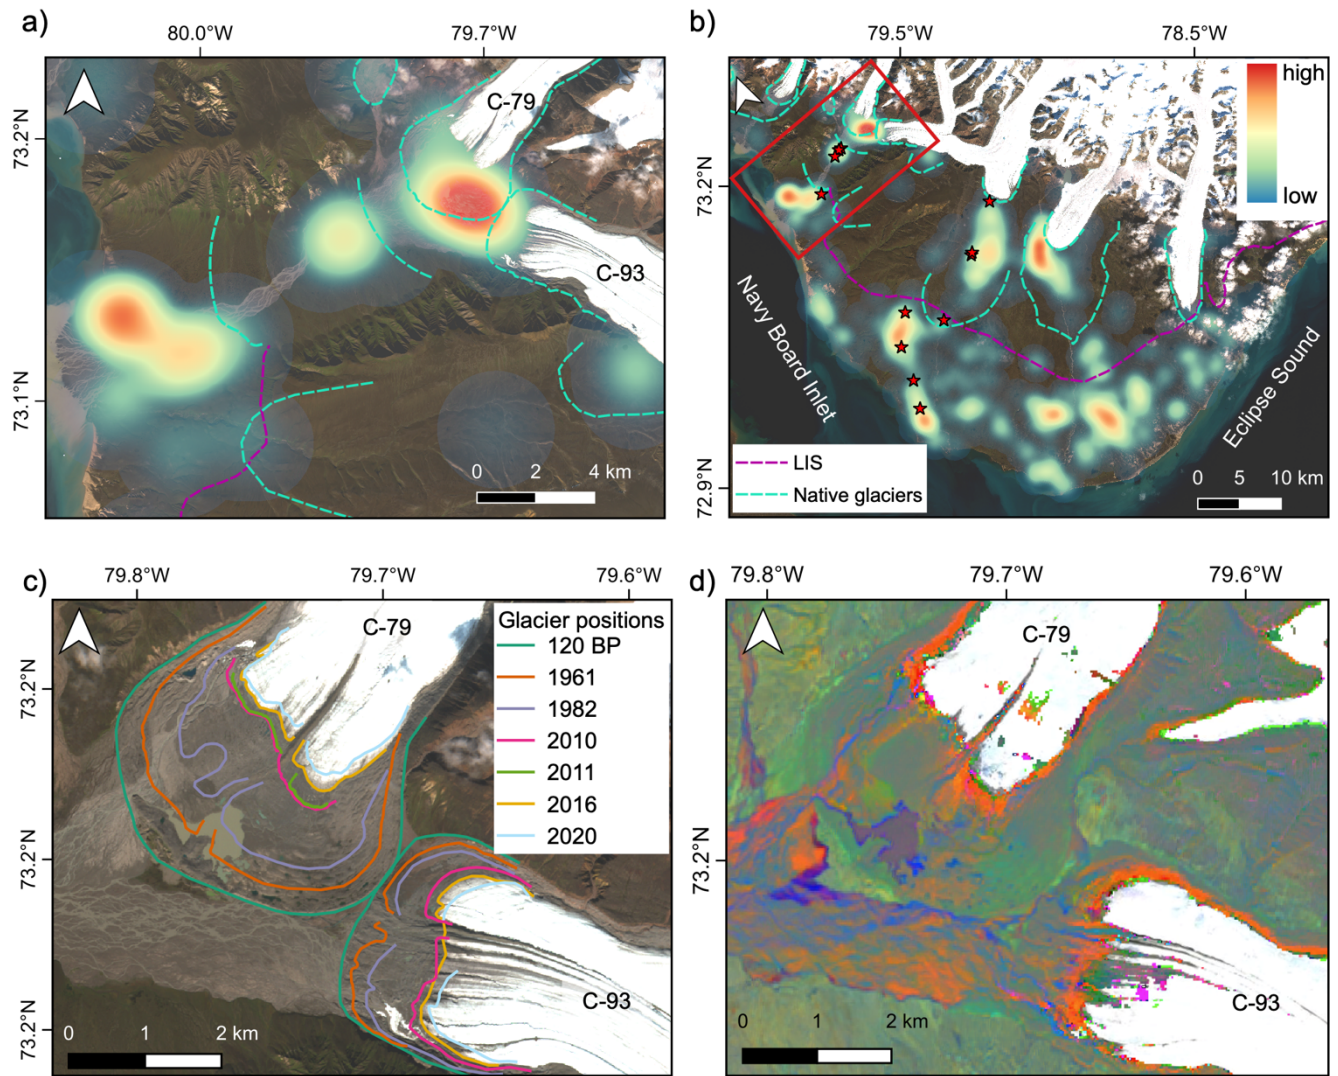 a)
80.0°W 79.7°W
73.2°N
73.1°N
C-79
C-93
0 2 4 km
b)
79.5°W 78.5°W
73.2°N
72.9°N
high
low
Navy Board Inlet
Eclipse Sound
LIS
Native glaciers
0 5 10 km
c)
79.8°W 79.7°W 79.6°W
73.2°N
73.2°N
73.2°N
C-79
C-93
Glacier positions
120 BP
1961
1982
2010
2011
2016
2020
0 1 2 km
d)
79.8°W 79.7°W 79.6°W
73.2°N
C-79
C-93
0 1 2 km